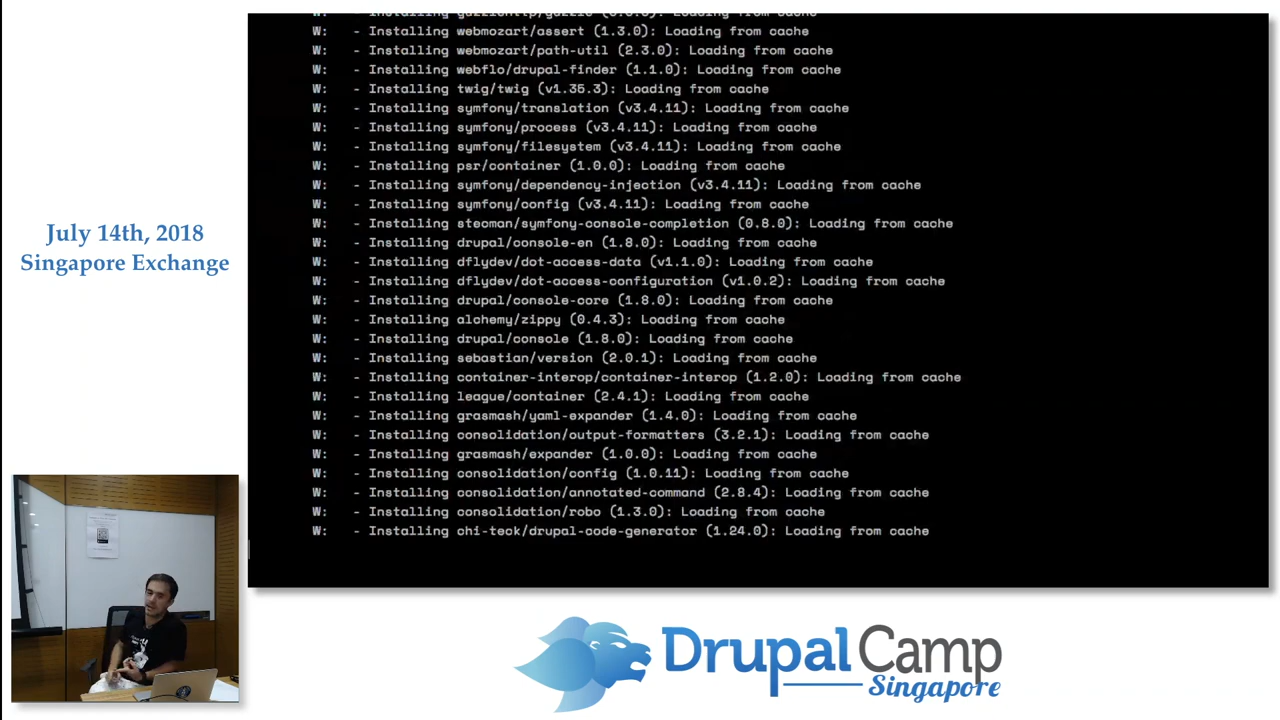 July 14th, 2018
Singapore Exchange
W:   - Installing guzzlehttp/guzzle
W:   - Installing webmozart/assert (1.3.0): Loading from cache
W:   - Installing webmozart/path-util (2.3.0): Loading from cache
W:   - Installing webflo/drupal-finder (1.1.0): Loading from cache
W:   - Installing twig/twig (v1.35.3): Loading from cache
W:   - Installing symfony/translation (v3.4.11): Loading from cache
W:   - Installing symfony/process (v3.4.11): Loading from cache
W:   - Installing symfony/filesystem (v3.4.11): Loading from cache
W:   - Installing psr/container (1.0.0): Loading from cache
W:   - Installing symfony/dependency-injection (v3.4.11): Loading from cache
W:   - Installing symfony/config (v3.4.11): Loading from cache
W:   - Installing stecman/symfony-console-completion (0.8.0): Loading from cache
W:   - Installing drupal/console-en (1.8.0): Loading from cache
W:   - Installing dflydev/dot-access-data (v1.1.0): Loading from cache
W:   - Installing dflydev/dot-access-configuration (v1.0.2): Loading from cache
W:   - Installing drupal/console-core (1.8.0): Loading from cache
W:   - Installing alchemy/zippy (0.4.3): Loading from cache
W:   - Installing drupal/console (1.8.0): Loading from cache
W:   - Installing sebastian/version (2.0.1): Loading from cache
W:   - Installing container-interop/container-interop (1.2.0): Loading from cache
W:   - Installing league/container (2.4.1): Loading from cache
W:   - Installing grasmash/yaml-expander (1.4.0): Loading from cache
W:   - Installing consolidation/output-formatters (3.2.1): Loading from cache
W:   - Installing grasmash/expander (1.0.0): Loading from cache
W:   - Installing consolidation/config (1.0.11): Loading from cache
W:   - Installing consolidation/annotated-command (2.8.4): Loading from cache
W:   - Installing consolidation/robo (1.3.0): Loading from cache
W:   - Installing chi-teck/drupal-code-generator (1.24.0): Loading from cache
DrupalCamp
Singapore